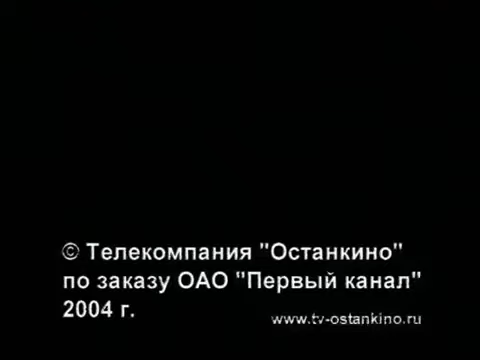 © Телекомпания "Останкино"
по заказу ОАО "Первый канал"
2004 г.
www.tv-ostankino.ru